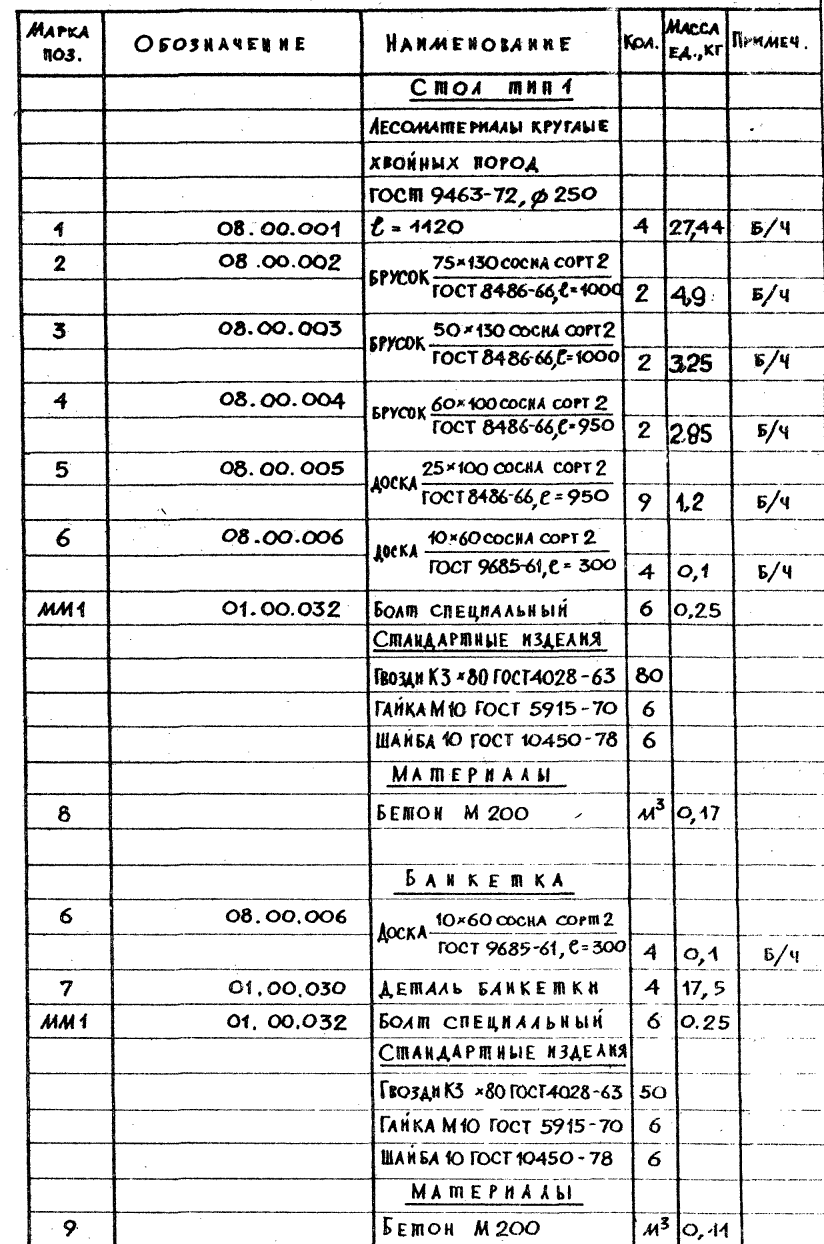 Марка поз. Обозначение Наименование Кол. Масса ед., кг Примеч.
Стол тип 1
Лесоматериалы круглые
хвойных пород
ГОСТ 9463-72, ø 250
1 08.00.001 ℓ = 1120 4 27,44 Б/ч
2 08.00.002 Брусок 75×130 сосна сорт 2
ГОСТ 8486-66, ℓ=1000 2 4,9 Б/ч
3 08.00.003 Брусок 50×130 сосна сорт 2
ГОСТ 8486-66, ℓ=1000 2 3,25 Б/ч
4 08.00.004 Брусок 60×100 сосна сорт 2
ГОСТ 8486-66, ℓ=950 2 2.85 Б/ч
5 08.00.005 Доска 25×100 сосна сорт 2
ГОСТ 8486-66, ℓ=950 9 1,2 Б/ч
6 08.00.006 Доска 10×60 сосна сорт 2
ГОСТ 9685-61, ℓ= 300 4 0,1 Б/ч
ММ1 01.00.032 Болт специальный 6 0,25
Стандартные изделия
Гвозди К3×80 ГОСТ 4028-63 80
Гайка М10 ГОСТ 5915-70 6
Шайба 10 ГОСТ 10450-78 6
Материалы
8 Бетон М 200 м³ 0,17
Банкетка
6 08.00.006 Доска 10×60 сосна сорт 2
ГОСТ 9685-61, ℓ=300 4 0,1 Б/ч
7 01.00.030 Деталь банкетки 4 17,5
ММ1 01.00.032 Болт специальный 6 0.25
Стандартные изделия
Гвозди К3 ×80 ГОСТ 4028-63 50
Гайка М10 ГОСТ 5915-70 6
Шайба 10 ГОСТ 10450-78 6
Материалы
9 Бетон М 200 м³ 0,11